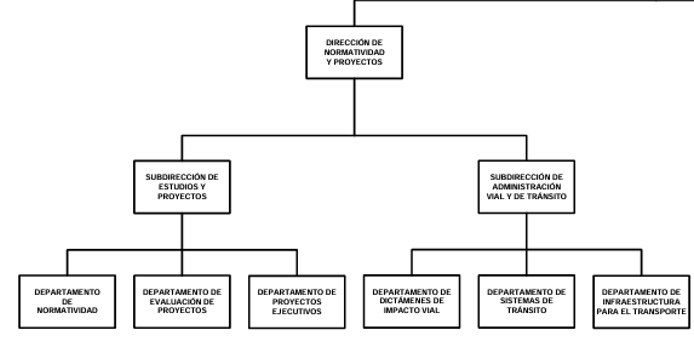 DIRECCIÓN DE
NORMATIVIDAD
Y PROYECTOS
SUBDIRECCIÓN DE
ESTUDIOS Y
PROYECTOS
SUBDIRECCIÓN DE
ADMINISTRACIÓN
VIAL Y DE TRÁNSITO
DEPARTAMENTO
DE
NORMATIVIDAD
DEPARTAMENTO DE
EVALUACIÓN DE
PROYECTOS
DEPARTAMENTO DE
PROYECTOS
EJECUTIVOS
DEPARTAMENTO DE
DICTÁMENES DE
IMPACTO VIAL
DEPARTAMENTO DE
SISTEMAS DE
TRÁNSITO
DEPARTAMENTO DE
INFRAESTRUCTURA
PARA EL TRANSPORTE